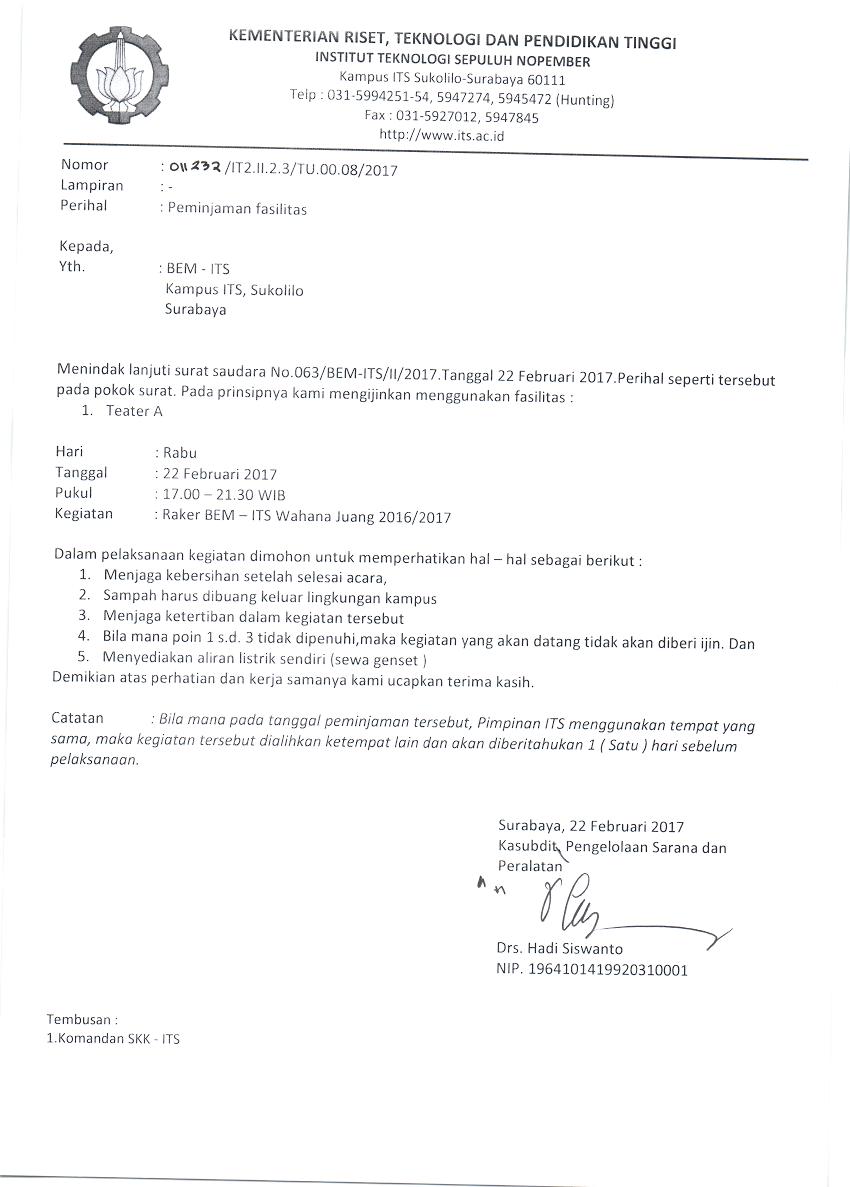 KEMENTERIAN RISET, TEKNOLOGI DAN PENDIDIKAN TINGGI
INSTITUT TEKNOLOGI SEPULUH NOPEMBER
Kampus ITS Sukolilo-Surabaya 60111
Telp : 031-5994251-54, 5947274, 5945472 (Hunting)
Fax : 031-5927012, 5947845
http://www.its.ac.id
Nomor : 011232/IT2.II.2.3/TU.00.08/2017
Lampiran : -
Perihal : Peminjaman fasilitas
Kepada,
Yth. : BEM - ITS
Kampus ITS, Sukolilo
Surabaya
Menindak lanjuti surat saudara No.063/BEM-ITS/II/2017.Tanggal 22 Februari 2017.Perihal seperti tersebut
pada pokok surat. Pada prinsipnya kami mengijinkan menggunakan fasilitas :
1. Teater A
Hari : Rabu
Tanggal : 22 Februari 2017
Pukul : 17.00 – 21.30 WIB
Kegiatan : Raker BEM – ITS Wahana Juang 2016/2017
Dalam pelaksanaan kegiatan dimohon untuk memperhatikan hal – hal sebagai berikut :
1. Menjaga kebersihan setelah selesai acara,
2. Sampah harus dibuang keluar lingkungan kampus
3. Menjaga ketertiban dalam kegiatan tersebut
4. Bila mana poin 1 s.d. 3 tidak dipenuhi,maka kegiatan yang akan datang tidak akan diberi ijin. Dan
5. Menyediakan aliran listrik sendiri (sewa genset )
Demikian atas perhatian dan kerja samanya kami ucapkan terima kasih.
Catatan : Bila mana pada tanggal peminjaman tersebut, Pimpinan ITS menggunakan tempat yang
sama, maka kegiatan tersebut dialihkan ketempat lain dan akan diberitahukan 1 ( Satu ) hari sebelum
pelaksanaan.
Surabaya, 22 Februari 2017
Kasubdit Pengelolaan Sarana dan
Peralatan
Drs. Hadi Siswanto
NIP. 1964101419920310001
Tembusan :
1.Komandan SKK - ITS